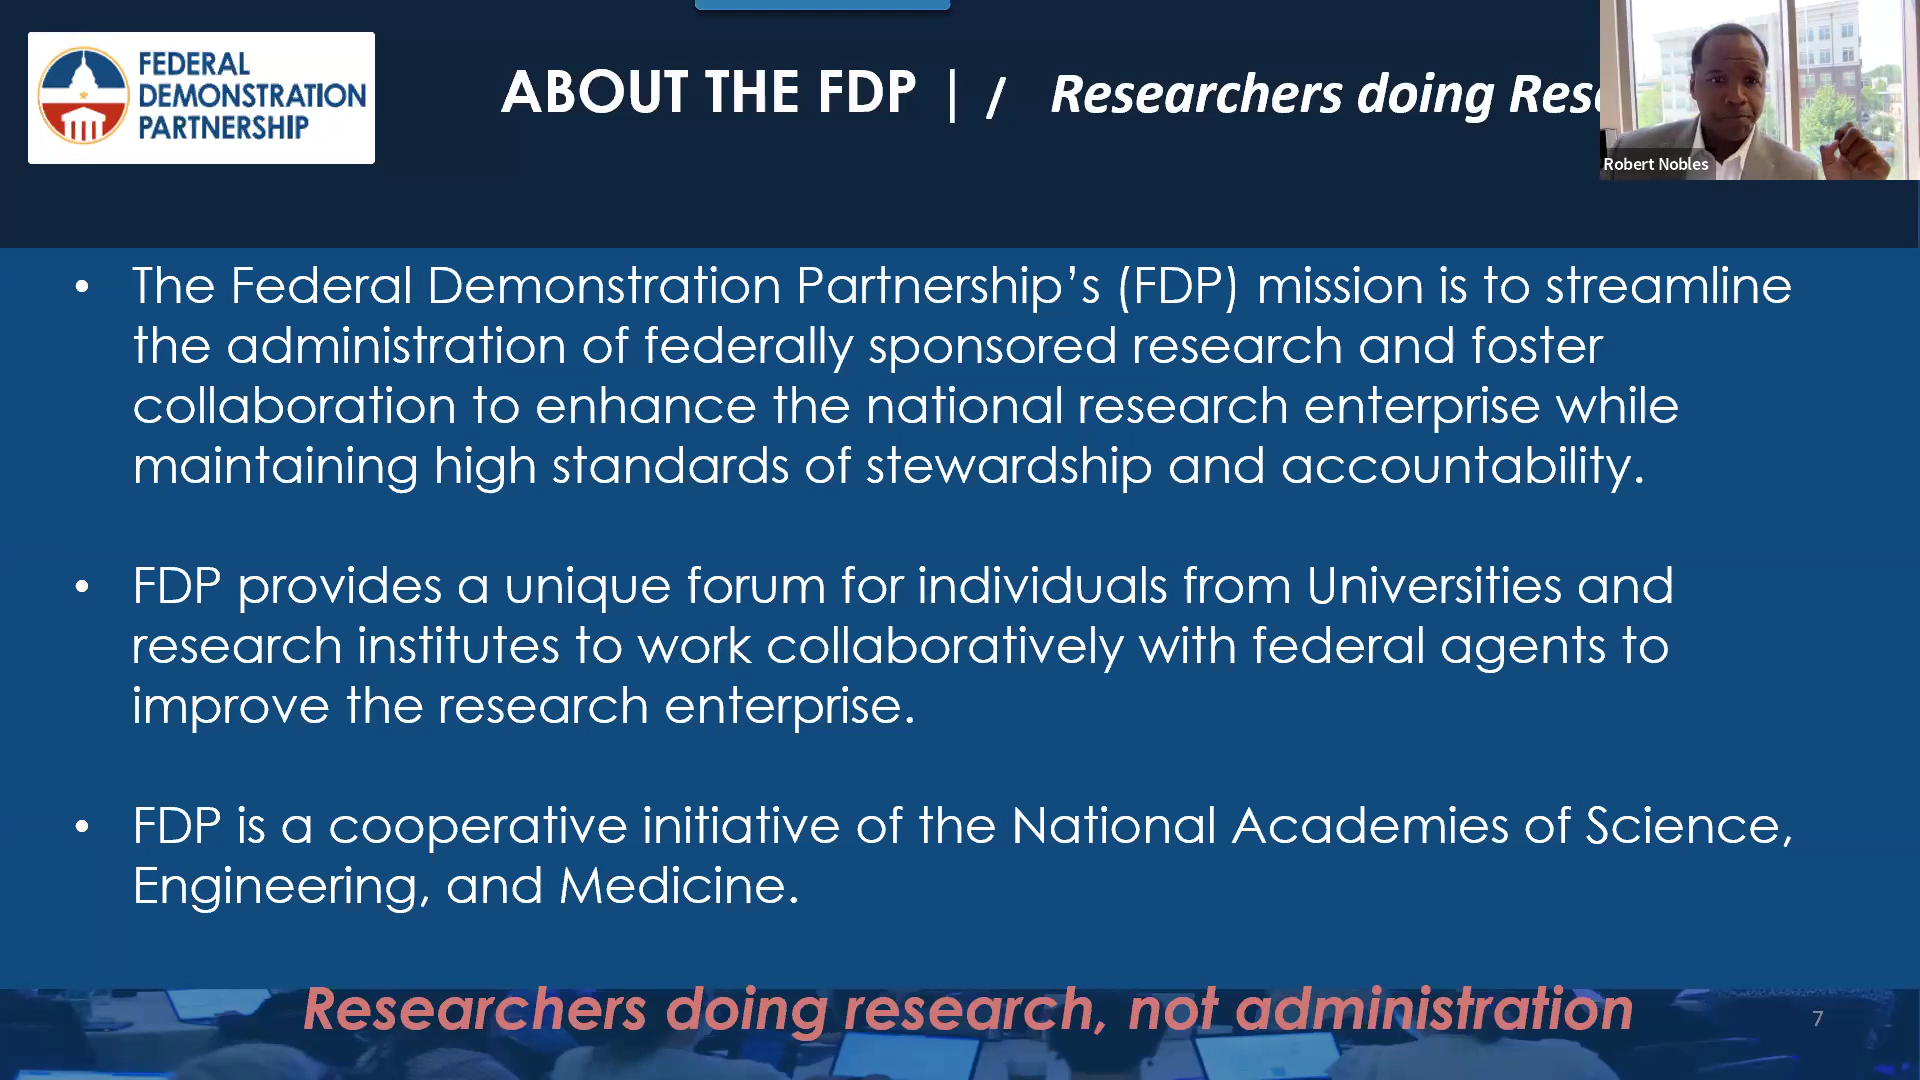 FEDERAL
DEMONSTRATION
PARTNERSHIP
ABOUT THE FDP | / Researchers doing
Robert Nobles
• The Federal Demonstration Partnership’s (FDP) mission is to streamline
the administration of federally sponsored research and foster
collaboration to enhance the national research enterprise while
maintaining high standards of stewardship and accountability.
• FDP provides a unique forum for individuals from Universities and
research institutes to work collaboratively with federal agents to
improve the research enterprise.
• FDP is a cooperative initiative of the National Academies of Science,
Engineering, and Medicine.
Researchers doing research, not administration
7